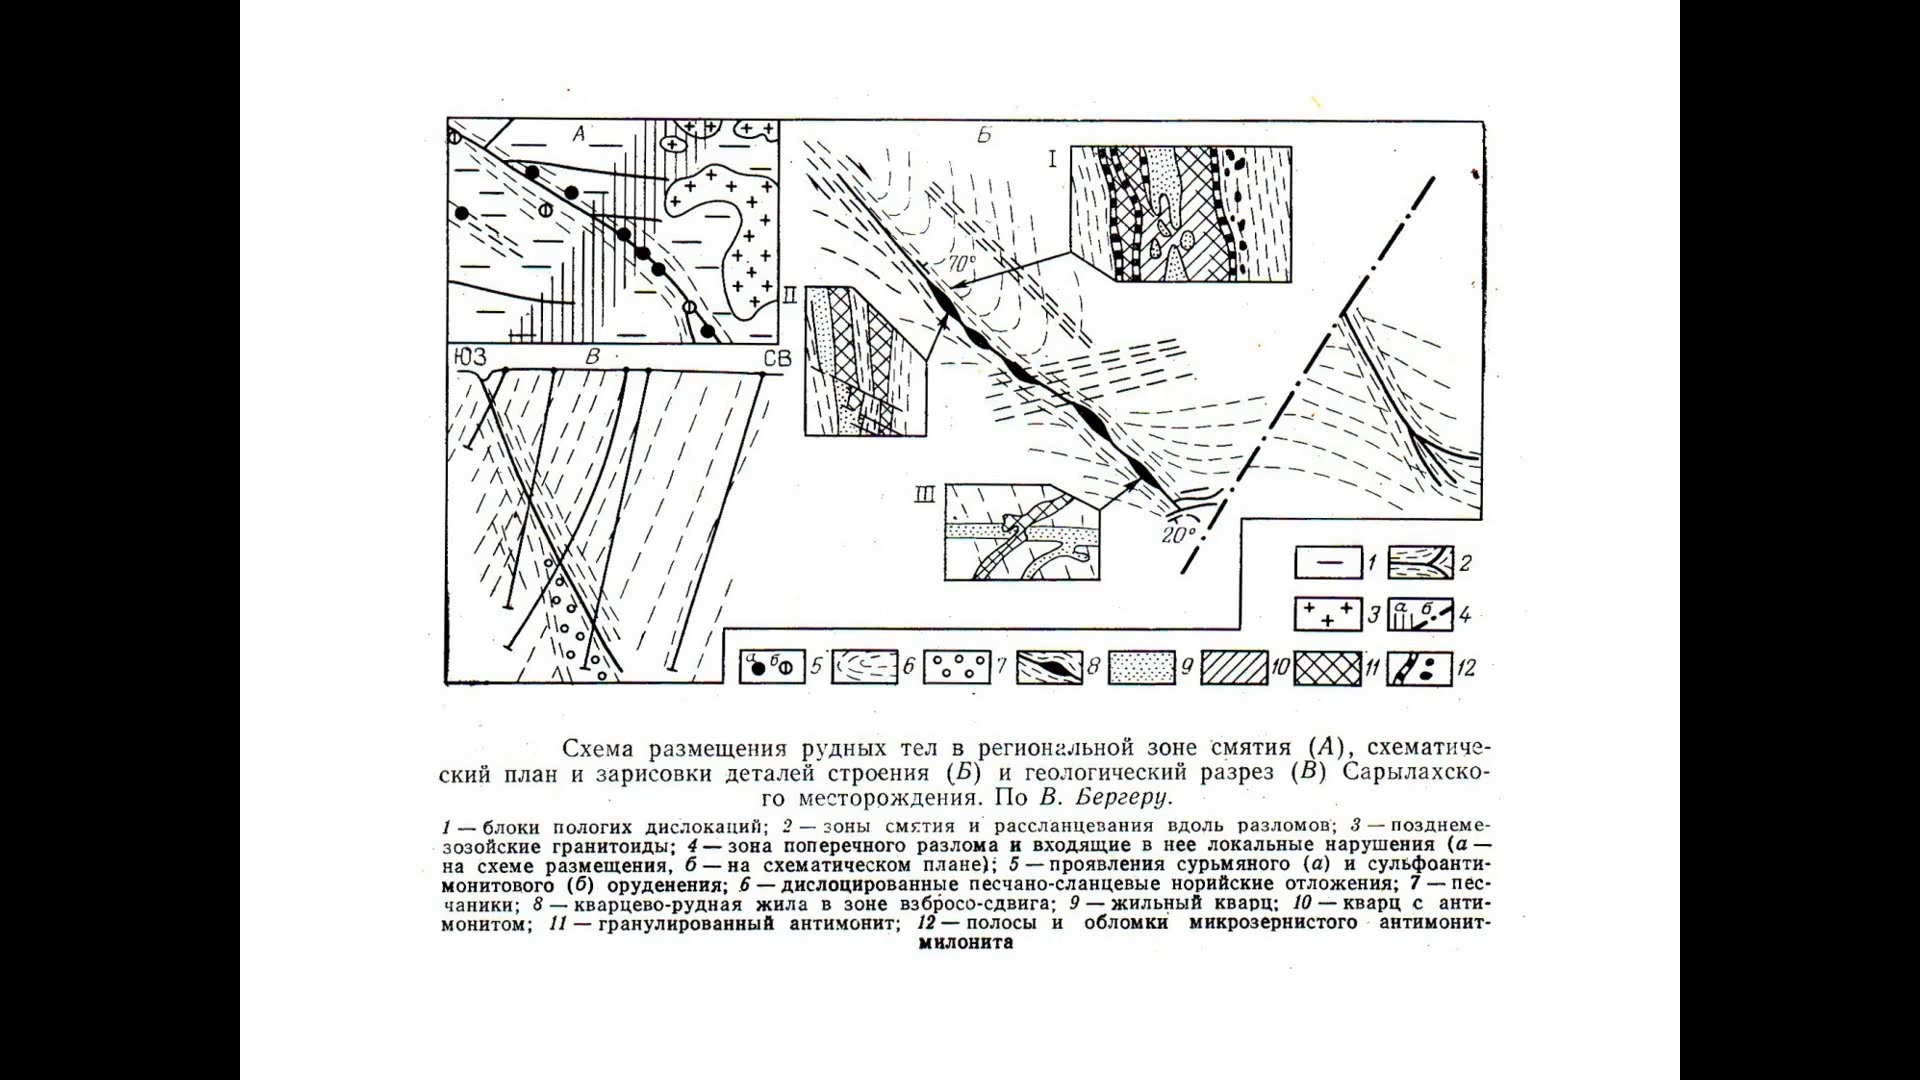 А
Б
I
70°
II
ЮЗ
В
СВ
III
20°
1
2
3
а
б
4
а
б
5
6
7
8
9
10
11
12
Схема размещения рудных тел в региональной зоне смятия (А), схематиче-
ский план и зарисовки деталей строения (Б) и геологический разрез (В) Сарылахско-
го месторождения. По В. Бергеру.
1 — блоки пологих дислокаций; 2 — зоны смятия и рассланцевания вдоль разломов; 3 — позднеме-
зозойские гранитоиды; 4 — зона поперечного разлома и входящие в нее локальные нарушения (а —
на схеме размещения, б — на схематическом плане); 5 — проявления сурьмяного (а) и сульфоанти-
монитового (б) оруденения; 6 — дислоцированные песчано-сланцевые норийские отложения; 7 — пес-
чаники; 8 — кварцево-рудная жила в зоне взбросо-сдвига; 9 — жильный кварц; 10 — кварц с анти-
монитом; 11 — гранулированный антимонит; 12 — полосы и обломки микрозернистого антимонит-
милонита